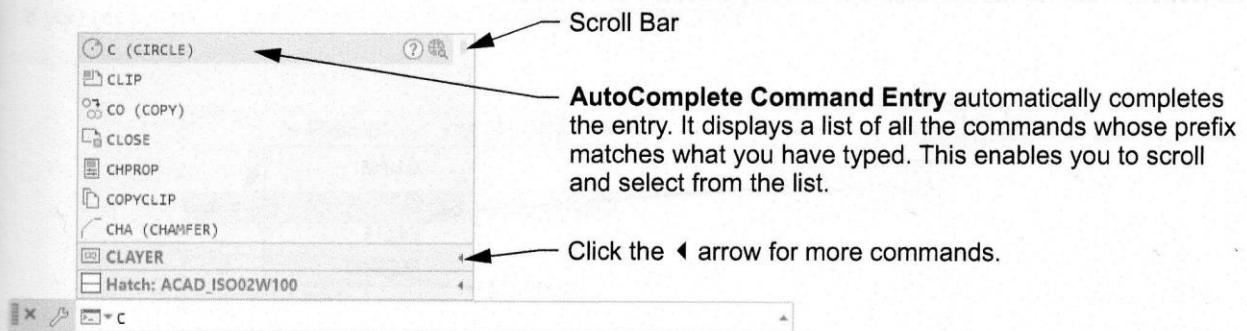 Scroll Bar
C (CIRCLE)
CLIP
AutoComplete Command Entry automatically completes
CO (COPY)
the entry. It displays a list of all the commands whose prefix
CLOSE
matches what you have typed. This enables you to scroll
CHPROP
and select from the list.
COPYCLIP
CHA (CHAMFER)
CLAYER
Click the ◀ arrow for more commands.
Hatch: ACAD_ISO02W100
C